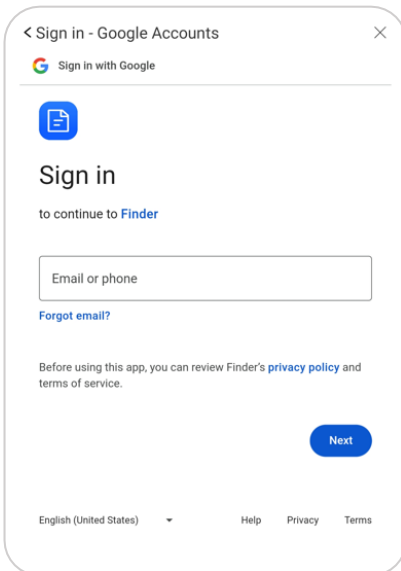 Sign in - Google Accounts
Sign in with Google
Sign in
to continue to Finder
Email or phone
Forgot email?
Before using this app, you can review Finder's privacy policy and
terms of service.
Next
English (United States) Help Privacy Terms